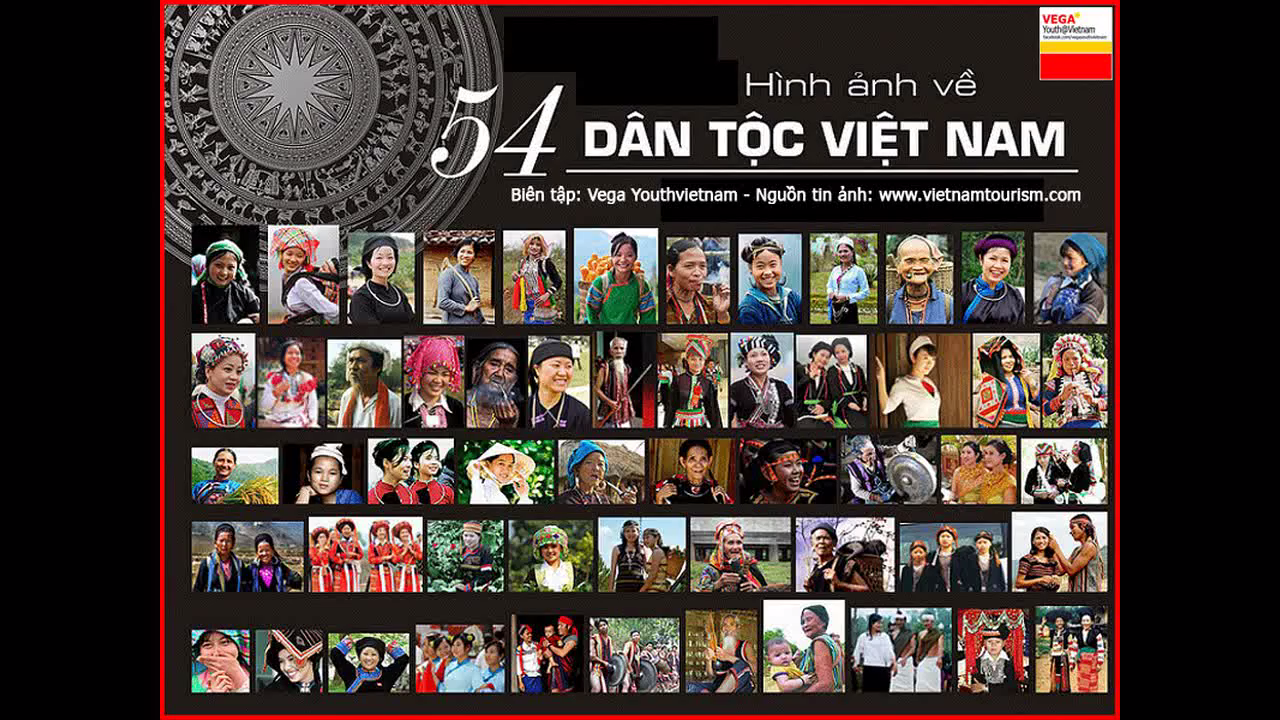 VEGA
Youth@Vietnam
Hình ảnh về
54 DÂN TỘC VIỆT NAM
Biên tập: Vega Youthvietnam - Nguồn tin ảnh: www.vietnamtourism.com